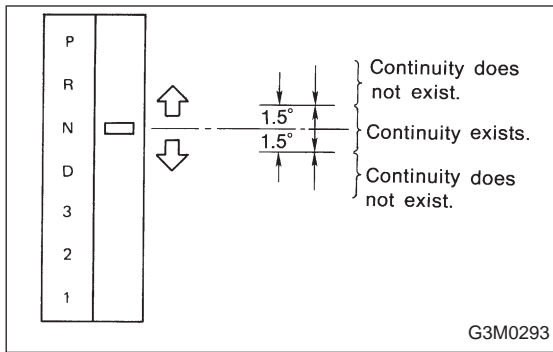 P
R
N
D
3
2
1
1.5°
1.5°
Continuity does
not exist.
Continuity exists.
Continuity does
not exist.
G3M0293